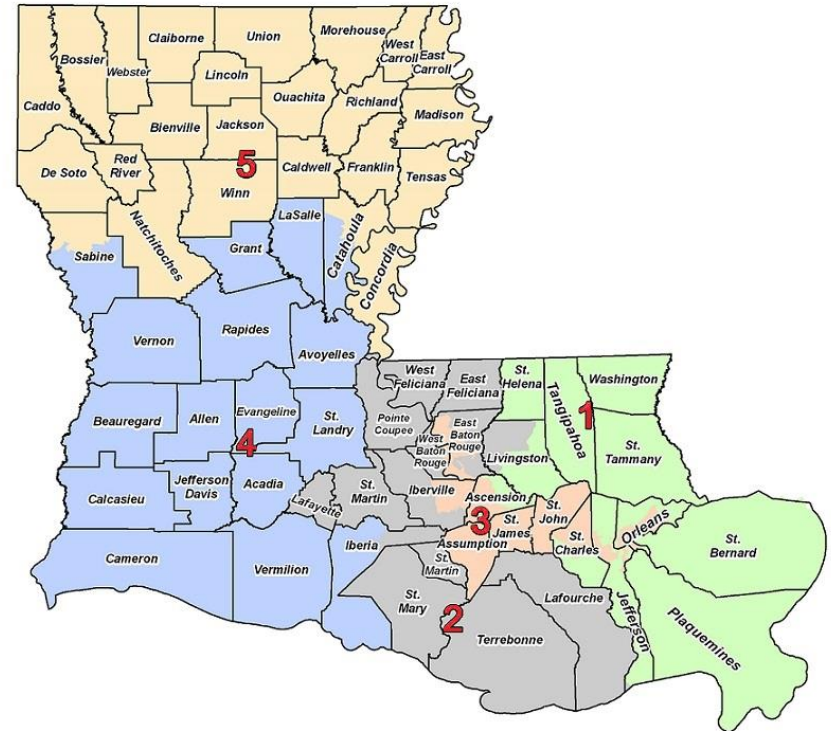 Claiborne
Union
Morehouse
West
Carroll
East
Carroll
Bossier
Webster
Lincoln
Caddo
Ouachita
Richland
Madison
Bienville
Jackson
De Soto
Red
River
5
Winn
Caldwell
Franklin
Tensas
LaSalle
Natchitoches
Catahoula
Concordia
Sabine
Grant
Vernon
Rapides
Avoyelles
West
Feliciana
East
Feliciana
St.
Helena
Tangipahoa
Washington
1
Beauregard
Allen
Evangeline
4
St.
Landry
Pointe
Coupee
West
Baton
Rouge
East
Baton
Rouge
Livingston
St.
Tammany
Calcasieu
Jefferson
Davis
Acadia
Lafayette
St.
Martin
Iberville
Ascension
3
St.
James
St.
John
St.
Charles
Orleans
St.
Bernard
Assumption
Cameron
Vermilion
Iberia
St.
Martin
St.
Mary
2
Terrebonne
Lafourche
Jefferson
Plaquemines